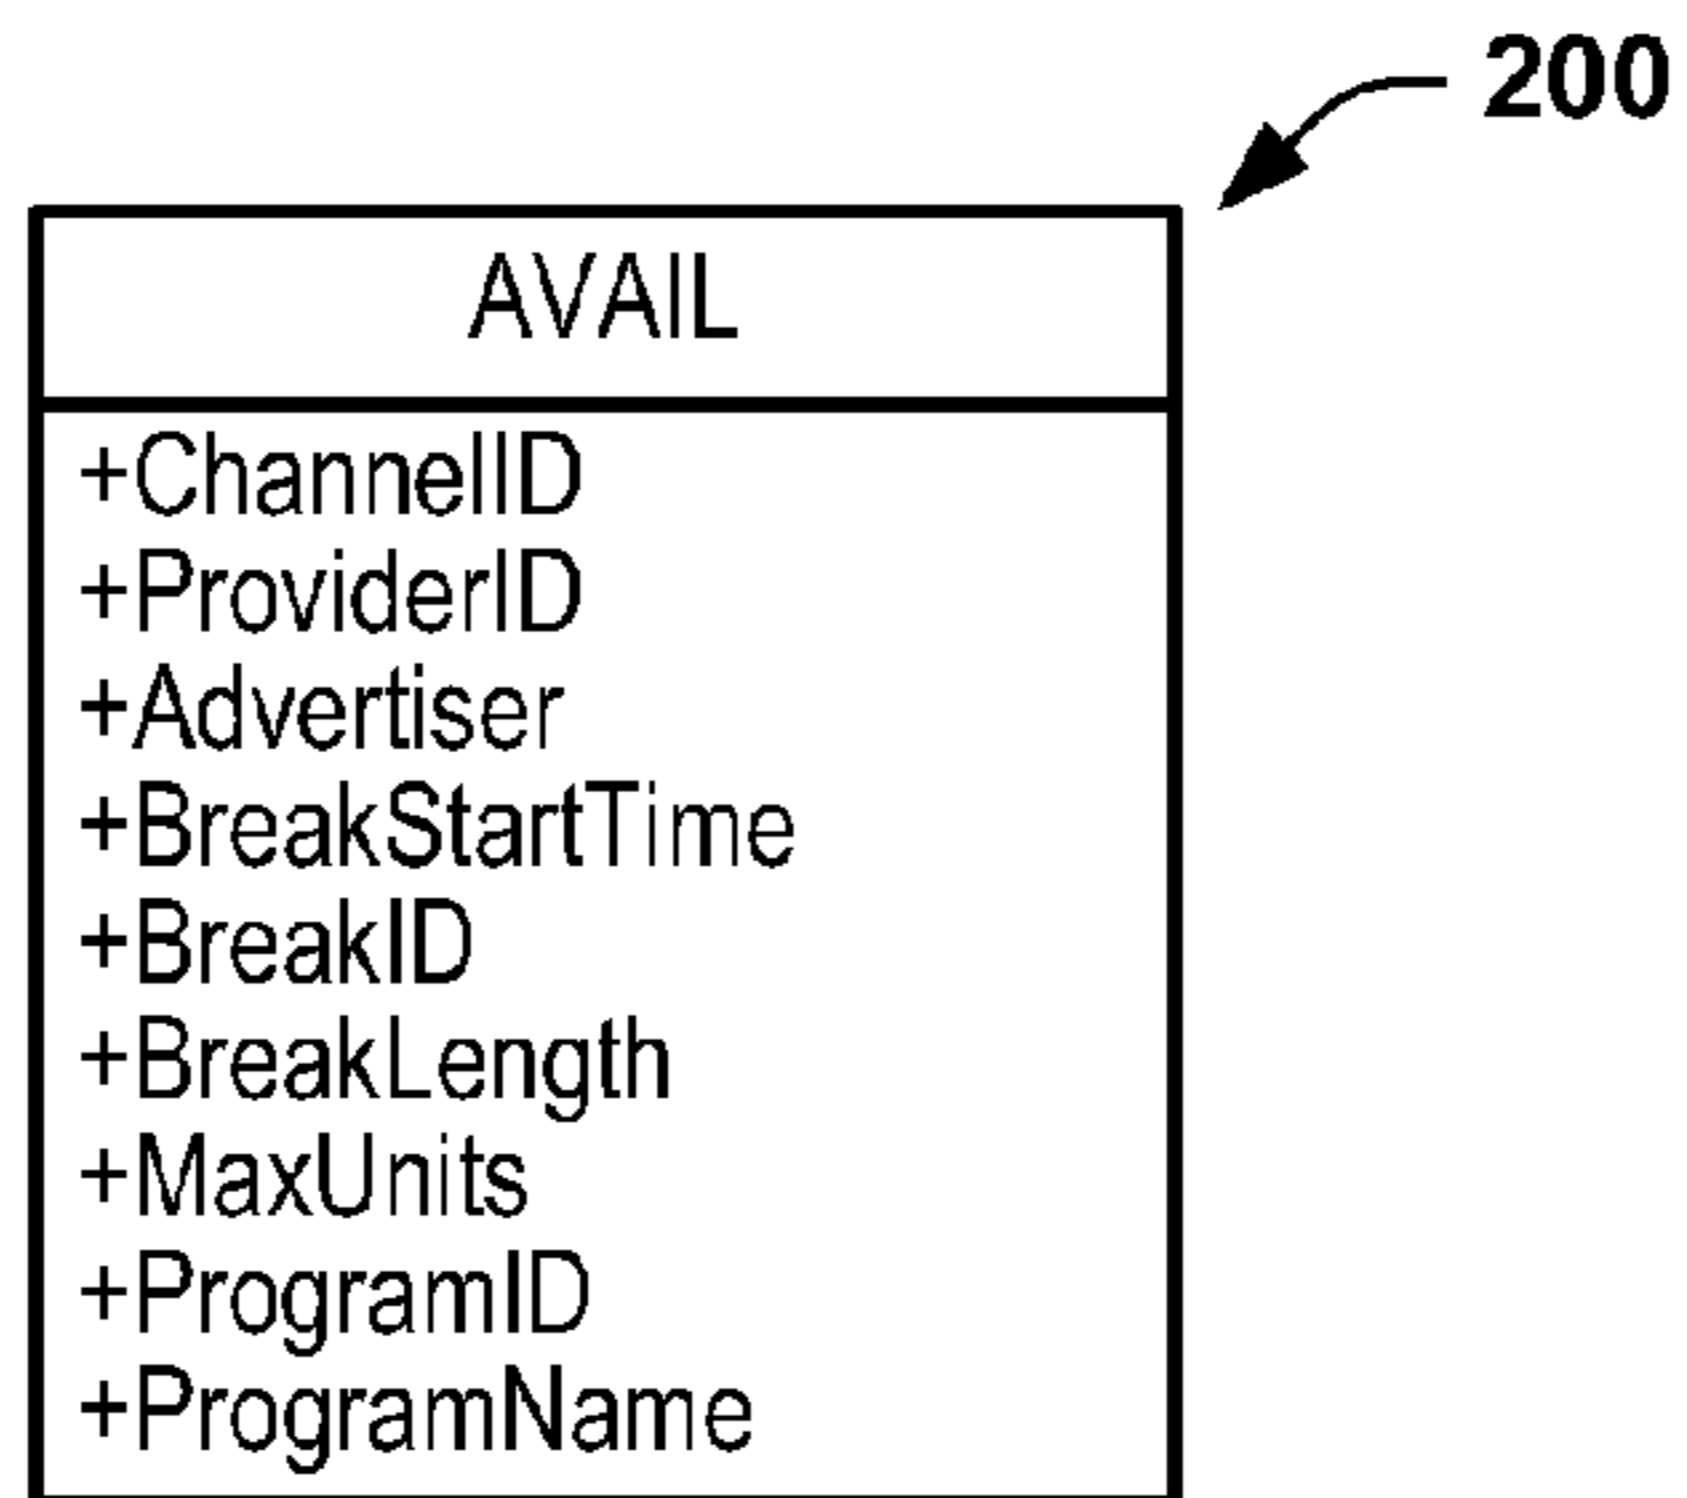 200
AVAIL
+ChannelID
+ProviderID
+Advertiser
+BreakStartTime
+BreakID
+BreakLength
+MaxUnits
+ProgramID
+ProgramName